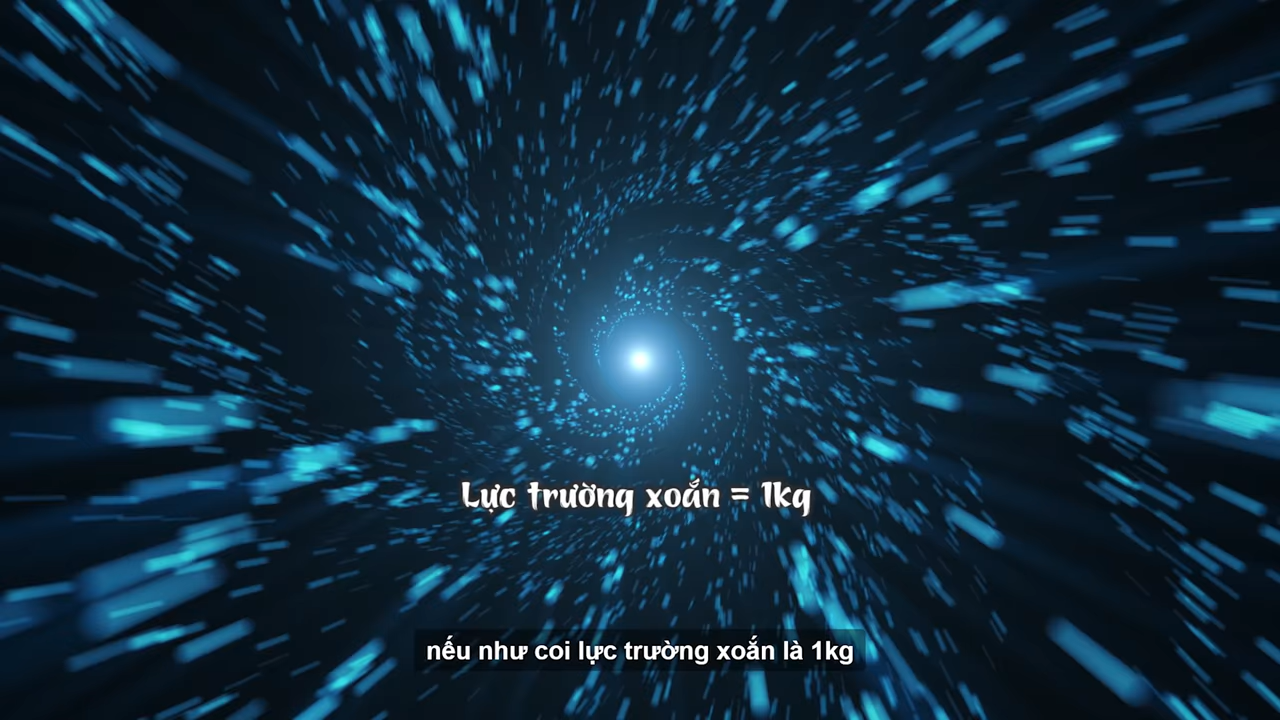 Lực trường xoắn = 1kg
nếu như coi lực trường xoắn là 1kg